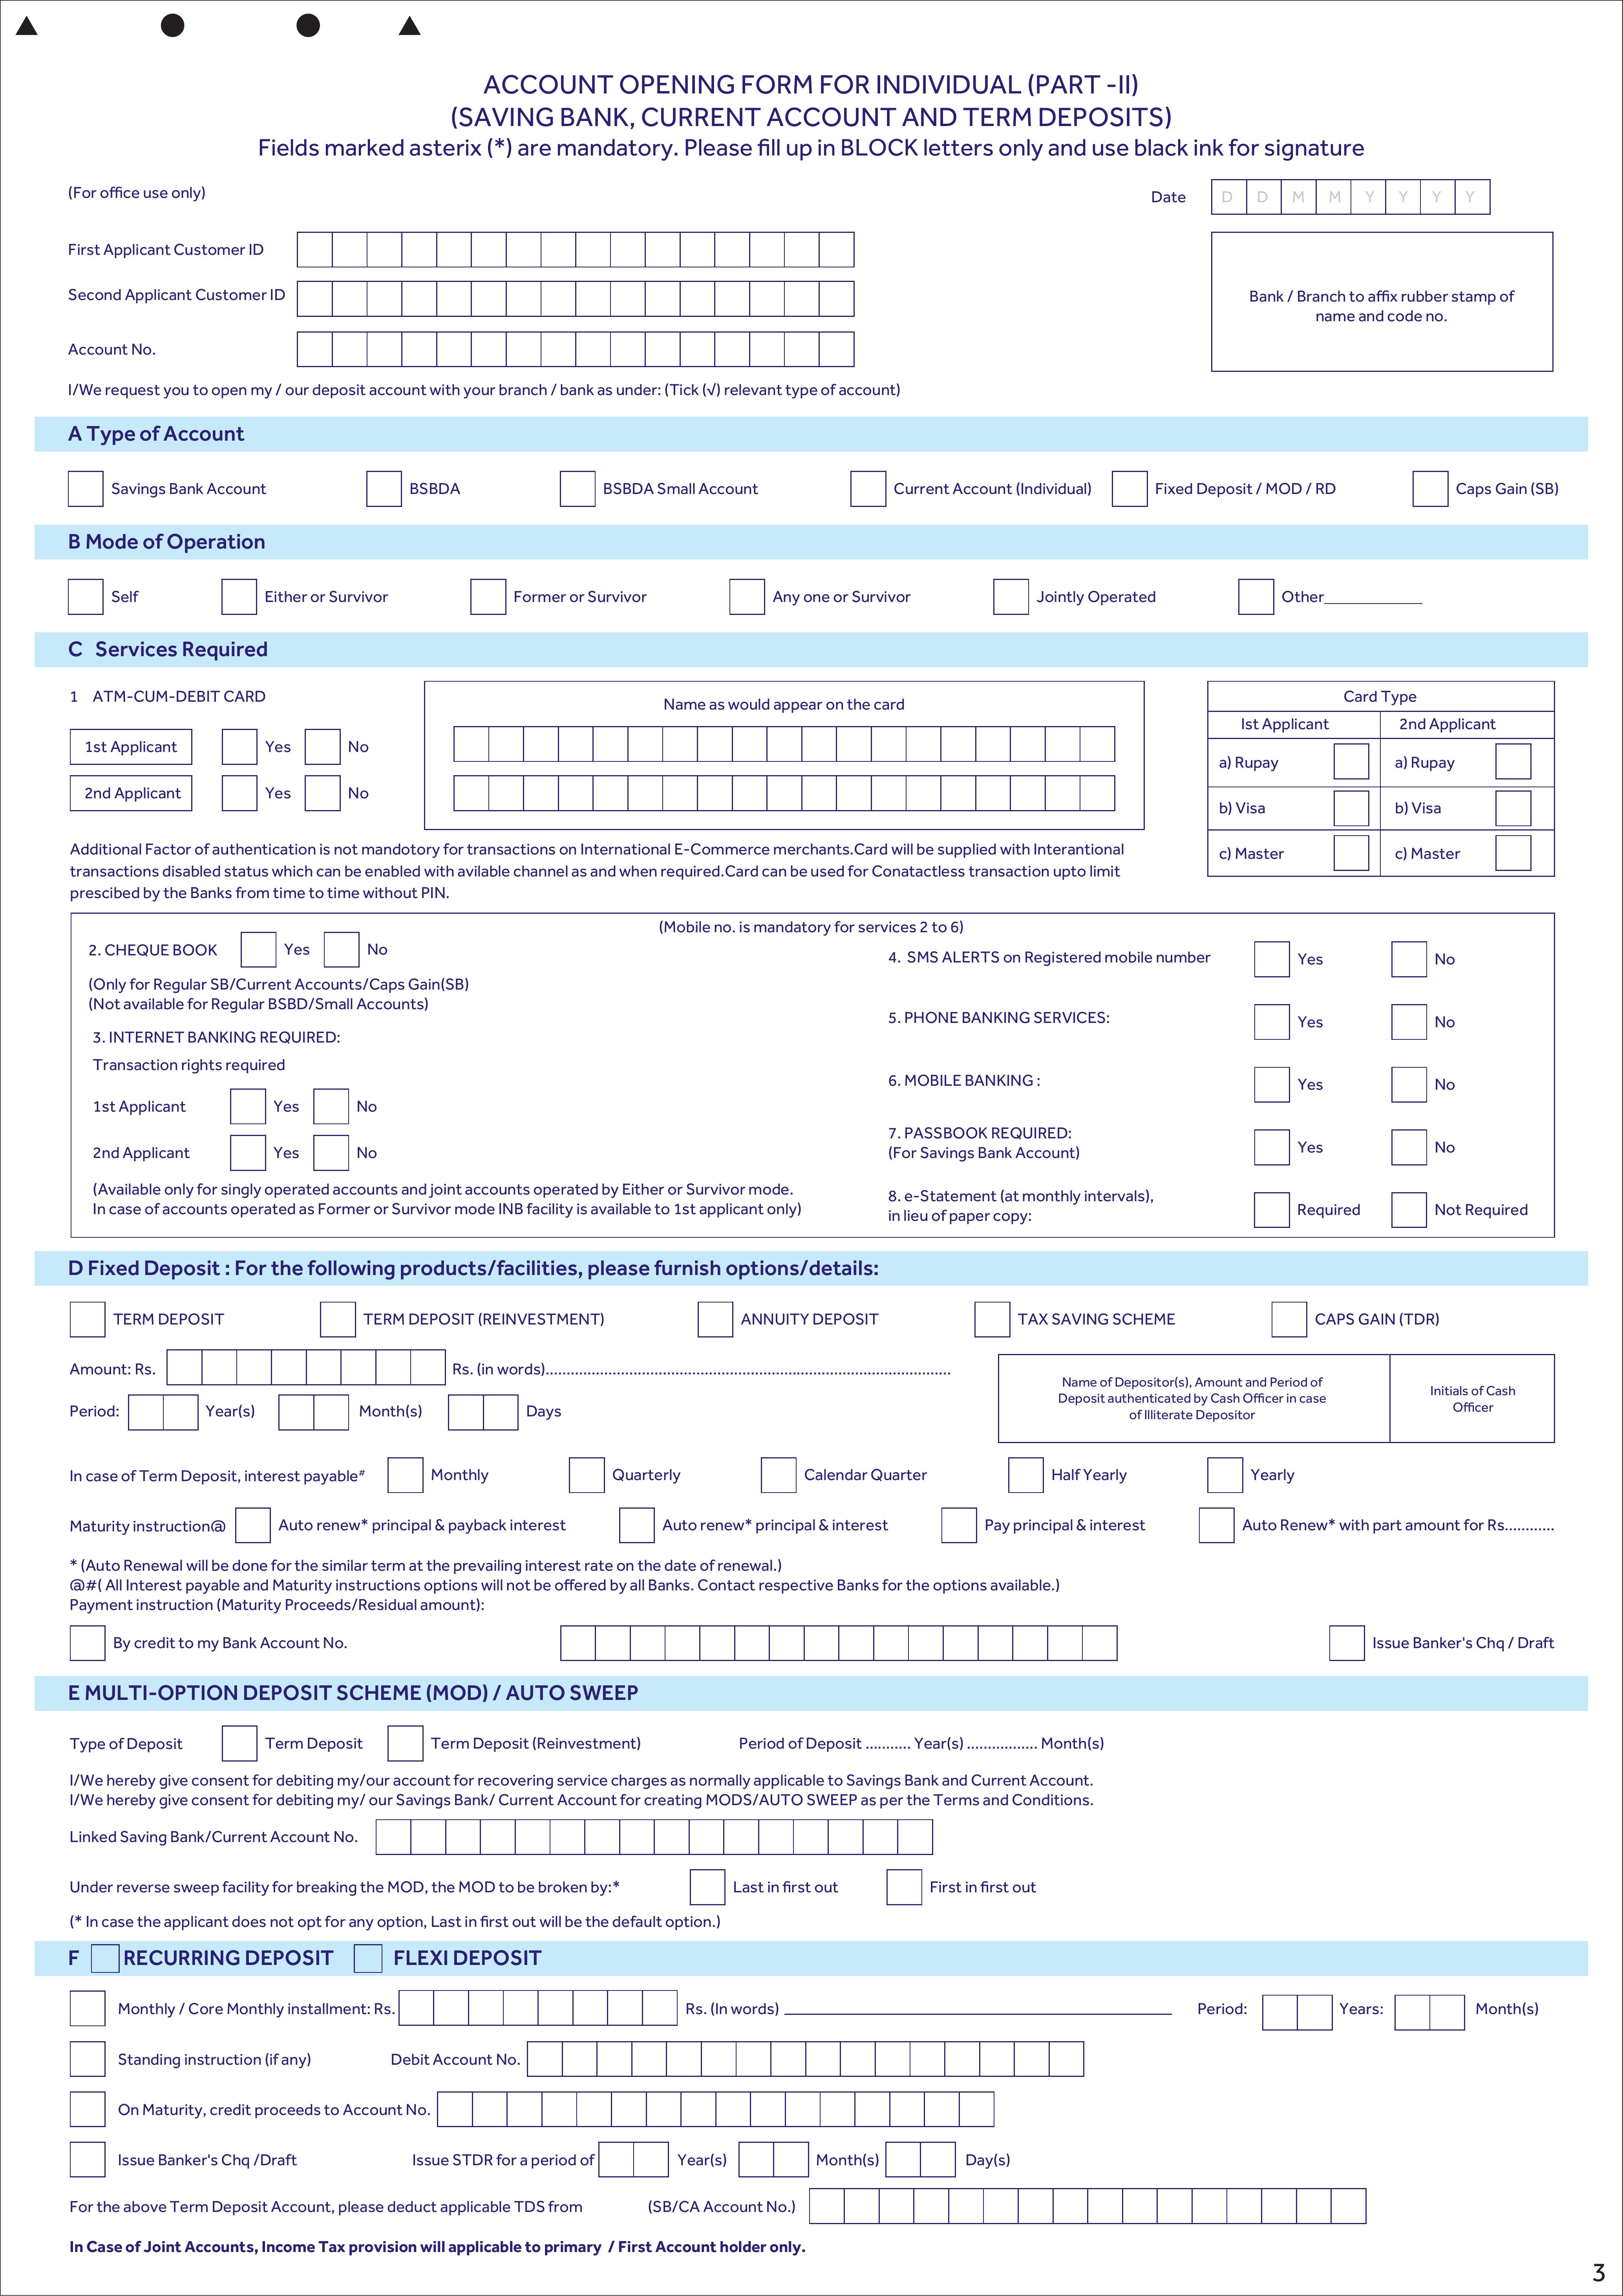 ACCOUNT OPENING FORM FOR INDIVIDUAL (PART -II)
(SAVING BANK, CURRENT ACCOUNT AND TERM DEPOSITS)
Fields marked asterix (*) are mandatory. Please fill up in BLOCK letters only and use black ink for signature
(For office use only)
Date D D M M Y Y Y Y
First Applicant Customer ID
Second Applicant Customer ID
Bank / Branch to affix rubber stamp of
name and code no.
Account No.
I/We request you to open my / our deposit account with your branch / bank as under: (Tick (√) relevant type of account)
A Type of Account
Savings Bank Account BSBDA BSBDA Small Account Current Account (Individual) Fixed Deposit / MOD / RD Caps Gain (SB)
B Mode of Operation
Self Either or Survivor Former or Survivor Any one or Survivor Jointly Operated Other___________
C Services Required
1 ATM-CUM-DEBIT CARD
Name as would appear on the card
1st Applicant Yes No
2nd Applicant Yes No
Card Type
Ist Applicant 2nd Applicant
a) Rupay a) Rupay
b) Visa b) Visa
c) Master c) Master
Additional Factor of authentication is not mandotory for transactions on International E-Commerce merchants.Card will be supplied with Interantional
transactions disabled status which can be enabled with avilable channel as and when required.Card can be used for Conatactless transaction upto limit
prescibed by the Banks from time to time without PIN.
(Mobile no. is mandatory for services 2 to 6)
2. CHEQUE BOOK Yes No
(Only for Regular SB/Current Accounts/Caps Gain(SB)
(Not available for Regular BSBD/Small Accounts)
3. INTERNET BANKING REQUIRED:
Transaction rights required
1st Applicant Yes No
2nd Applicant Yes No
(Available only for singly operated accounts and joint accounts operated by Either or Survivor mode.
In case of accounts operated as Former or Survivor mode INB facility is available to 1st applicant only)
4. SMS ALERTS on Registered mobile number Yes No
5. PHONE BANKING SERVICES: Yes No
6. MOBILE BANKING : Yes No
7. PASSBOOK REQUIRED:
(For Savings Bank Account) Yes No
8. e-Statement (at monthly intervals),
in lieu of paper copy: Required Not Required
D Fixed Deposit : For the following products/facilities, please furnish options/details:
TERM DEPOSIT TERM DEPOSIT (REINVESTMENT) ANNUITY DEPOSIT TAX SAVING SCHEME CAPS GAIN (TDR)
Amount: Rs. Rs. (in words)..........................................................................................
Period: Year(s) Month(s) Days
Name of Depositor(s), Amount and Period of
Deposit authenticated by Cash Officer in case
of Illiterate Depositor
Initials of Cash
Officer
In case of Term Deposit, interest payable# Monthly Quarterly Calendar Quarter Half Yearly Yearly
Maturity instruction@ Auto renew* principal & payback interest Auto renew* principal & interest Pay principal & interest Auto Renew* with part amount for Rs............
* (Auto Renewal will be done for the similar term at the prevailing interest rate on the date of renewal.)
@#( All Interest payable and Maturity instructions options will not be offered by all Banks. Contact respective Banks for the options available.)
Payment instruction (Maturity Proceeds/Residual amount):
By credit to my Bank Account No. Issue Banker's Chq / Draft
E MULTI-OPTION DEPOSIT SCHEME (MOD) / AUTO SWEEP
Type of Deposit Term Deposit Term Deposit (Reinvestment) Period of Deposit ........... Year(s) ................. Month(s)
I/We hereby give consent for debiting my/our account for recovering service charges as normally applicable to Savings Bank and Current Account.
I/We hereby give consent for debiting my/ our Savings Bank/ Current Account for creating MODS/AUTO SWEEP as per the Terms and Conditions.
Linked Saving Bank/Current Account No.
Under reverse sweep facility for breaking the MOD, the MOD to be broken by:* Last in first out First in first out
(* In case the applicant does not opt for any option, Last in first out will be the default option.)
F RECURRING DEPOSIT FLEXI DEPOSIT
Monthly / Core Monthly installment: Rs. Rs. (In words) ____________________ Period: Years: Month(s)
Standing instruction (if any) Debit Account No.
On Maturity, credit proceeds to Account No.
Issue Banker's Chq /Draft Issue STDR for a period of Year(s) Month(s) Day(s)
For the above Term Deposit Account, please deduct applicable TDS from (SB/CA Account No.)
In Case of Joint Accounts, Income Tax provision will applicable to primary / First Account holder only.
3